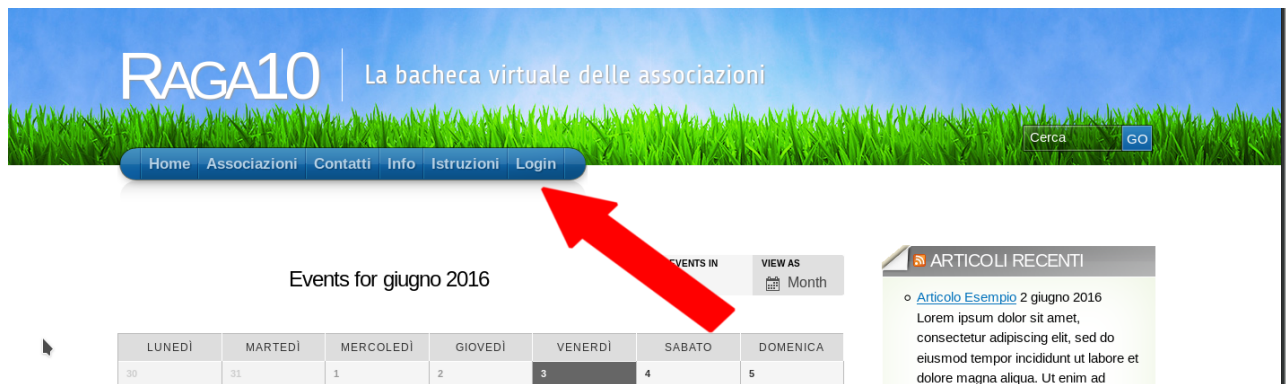 RAGA10
La bacheca virtuale delle associazioni
Cerca GO
Home Associazioni Contatti Info Istruzioni Login
EVENTS IN VIEW AS
Events for giugno 2016
Month
ARTICOLI RECENTI
Articolo Esempio 2 giugno 2016
Lorem ipsum dolor sit amet,
consectetur adipiscing elit, sed do
eiusmod tempor incididunt ut labore et
dolore magna aliqua. Ut enim ad
LUNEDÌ MARTEDÌ MERCOLEDÌ GIOVEDÌ VENERDÌ SABATO DOMENICA
30 31 1 2 3 4 5